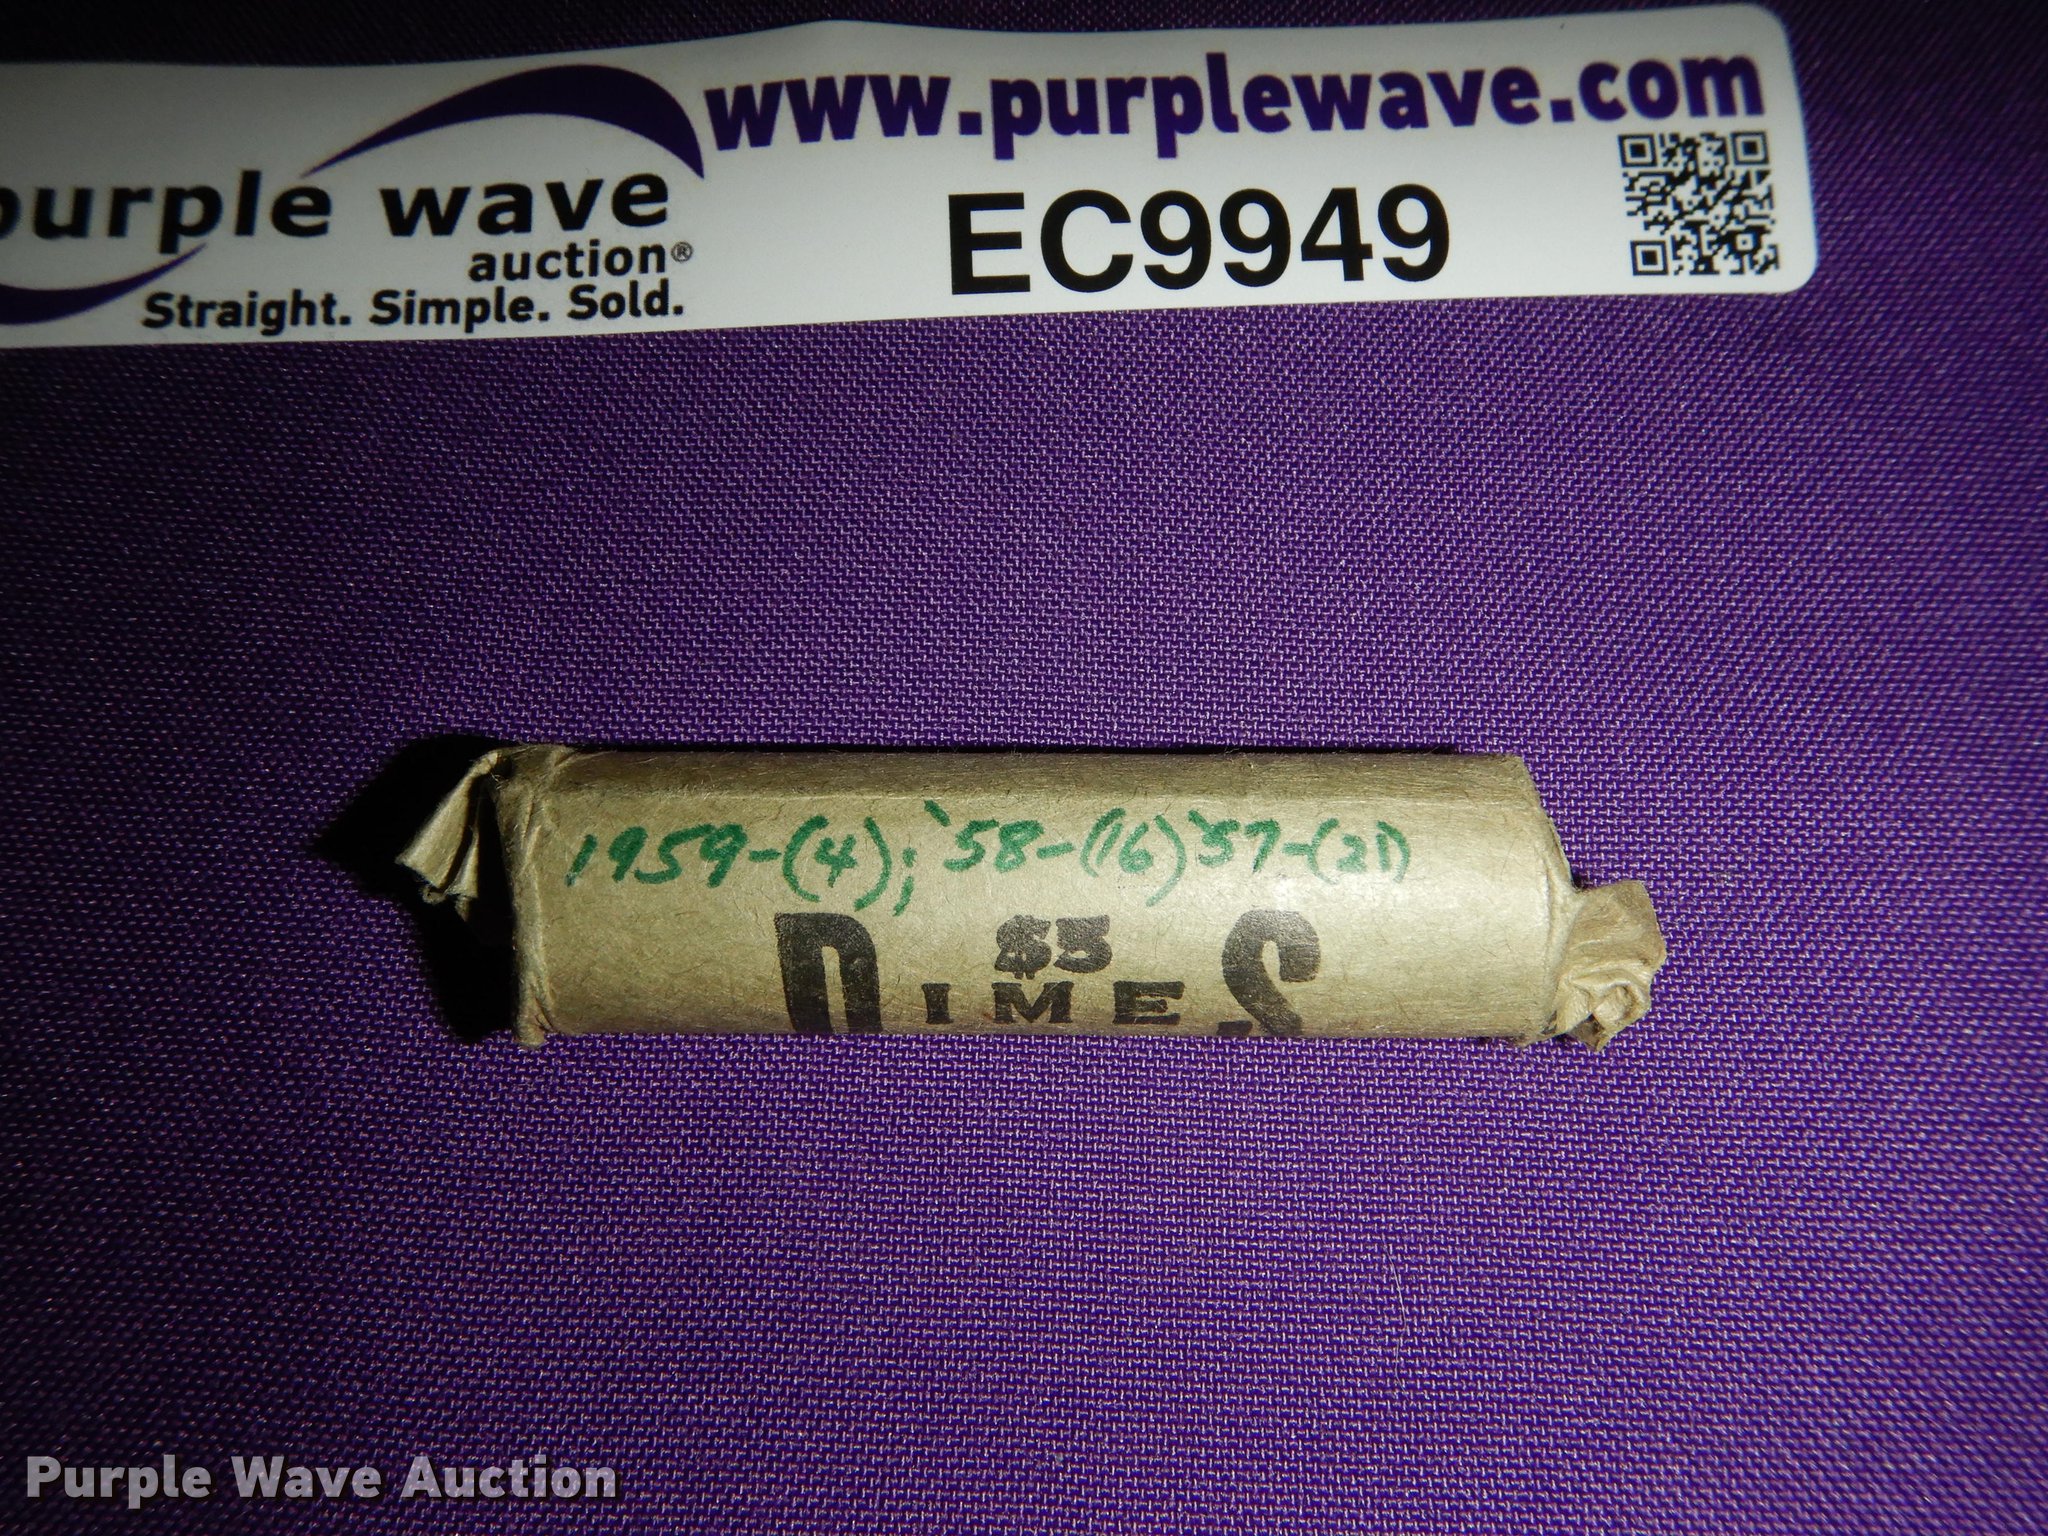 www.purplewave.com
purple wave
auction®
Straight. Simple. Sold.
EC9949
1959-(4); '58-(16) '57-(21)
$5
DIMES
Purple Wave Auction